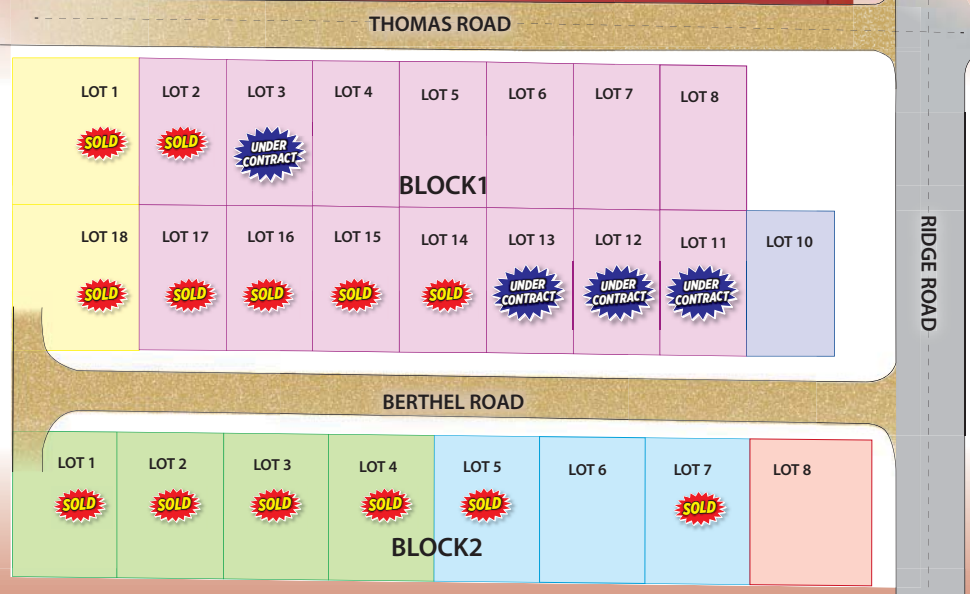 THOMAS ROAD
LOT 1
LOT 2
LOT 3
LOT 4
LOT 5
LOT 6
LOT 7
LOT 8
SOLD
SOLD
UNDER
CONTRACT
BLOCK1
LOT 18
LOT 17
LOT 16
LOT 15
LOT 14
LOT 13
LOT 12
LOT 11
LOT 10
SOLD
SOLD
SOLD
SOLD
SOLD
UNDER
CONTRACT
UNDER
CONTRACT
UNDER
CONTRACT
RIDGE ROAD
BERTHEL ROAD
LOT 1
LOT 2
LOT 3
LOT 4
LOT 5
LOT 6
LOT 7
LOT 8
SOLD
SOLD
SOLD
SOLD
SOLD
SOLD
BLOCK2